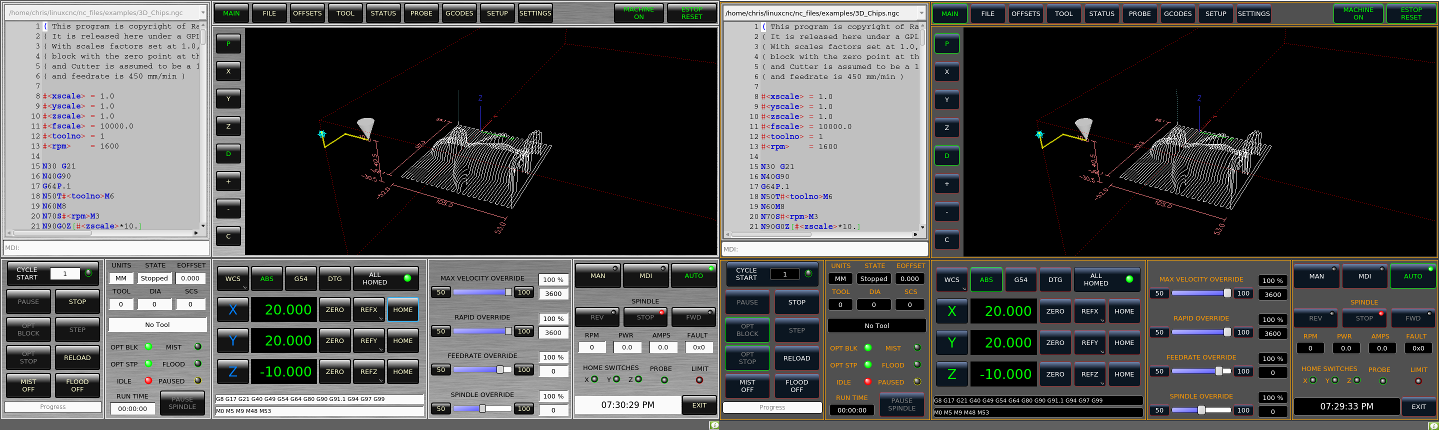 /home/chris/linuxcnc/nc_files/examples/3D_Chips.ngc
MAIN FILE OFFSETS TOOL STATUS PROBE GCODES SETUP SETTINGS
MACHINE ON
ESTOP RESET
1 ( This program is copyright of Ra
2 ( It is released here under a GPL
3 ( With scales factors set at 1.0,
4 ( block with the zero point at th
5 ( and Cutter is assumed to be a 1
6 ( and feedrate is 450 mm/min )
7
8 #<xscale> = 1.0
9 #<yscale> = 1.0
10 #<zscale> = 1.0
11 #<fscale> = 10000.0
12 #<toolno> = 1
13 #<rpm> = 1600
14
15 N30 G21
16 N40G90
17 G64P.1
18 N50T#<toolno>M6
19 N60M8
20 N70S#<rpm>M3
21 N90G0Z[#<zscale>*10.]
MDI:
P
X
Y
Z
D
+
-
C
Z
CYCLE START 1
PAUSE STOP
OPT BLOCK STEP
OPT STOP RELOAD
MIST OFF FLOOD OFF
Progress
UNITS STATE EOFFSET
MM Stopped 0.000
TOOL DIA SCS
0 0 0
No Tool
OPT BLK MIST
OPT STP FLOOD
IDLE PAUSED
RUN TIME
00:00:00
PAUSE SPINDLE
WCS ABS G54 DTG ALL HOMED
X 20.000 ZERO REFX HOME
Y 20.000 ZERO REFY HOME
Z -10.000 ZERO REFZ HOME
G8 G17 G21 G40 G49 G54 G64 G80 G90 G91.1 G94 G97 G99
M0 M5 M9 M48 M53
MAX VELOCITY OVERRIDE 100 %
50 100 3600
RAPID OVERRIDE 100 %
50 100 3600
FEEDRATE OVERRIDE 100 %
50 100 0
SPINDLE OVERRIDE 100 %
50 100 0
MAN MDI AUTO
SPINDLE
REV STOP FWD
RPM PWR AMPS FAULT
0 0.0 0.0 0x0
HOME SWITCHES PROBE LIMIT
X Y Z
07:30:29 PM EXIT
/home/chris/linuxcnc/nc_files/examples/3D_Chips.ngc
MAIN FILE OFFSETS TOOL STATUS PROBE GCODES SETUP SETTINGS
MACHINE ON
ESTOP RESET
1 ( This program is copyright of Ra
2 ( It is released here under a GPL
3 ( With scales factors set at 1.0,
4 ( block with the zero point at th
5 ( and Cutter is assumed to be a 1
6 ( and feedrate is 450 mm/min )
7
8 #<xscale> = 1.0
9 #<yscale> = 1.0
10 #<zscale> = 1.0
11 #<fscale> = 10000.0
12 #<toolno> = 1
13 #<rpm> = 1600
14
15 N30 G21
16 N40G90
17 G64P.1
18 N50T#<toolno>M6
19 N60M8
20 N70S#<rpm>M3
21 N90G0Z[#<zscale>*10.]
MDI:
P
X
Y
Z
D
+
-
C
Z
CYCLE START 1
PAUSE STOP
OPT BLOCK STEP
OPT STOP RELOAD
MIST OFF FLOOD OFF
Progress
UNITS STATE EOFFSET
MM Stopped 0.000
TOOL DIA SCS
0 0 0
No Tool
OPT BLK MIST
OPT STP FLOOD
IDLE PAUSED
RUN TIME
00:00:00
PAUSE SPINDLE
WCS ABS G54 DTG ALL HOMED
X 20.000 ZERO REFX HOME
Y 20.000 ZERO REFY HOME
Z -10.000 ZERO REFZ HOME
G8 G17 G21 G40 G49 G54 G64 G80 G90 G91.1 G94 G97 G99
M0 M5 M9 M48 M53
MAX VELOCITY OVERRIDE 100 %
50 100 3600
RAPID OVERRIDE 100 %
50 100 3600
FEEDRATE OVERRIDE 100 %
50 100 0
SPINDLE OVERRIDE 100 %
50 100 0
MAN MDI AUTO
SPINDLE
REV STOP FWD
RPM PWR AMPS FAULT
0 0.0 0.0 0x0
HOME SWITCHES PROBE LIMIT
X Y Z
07:29:33 PM EXIT